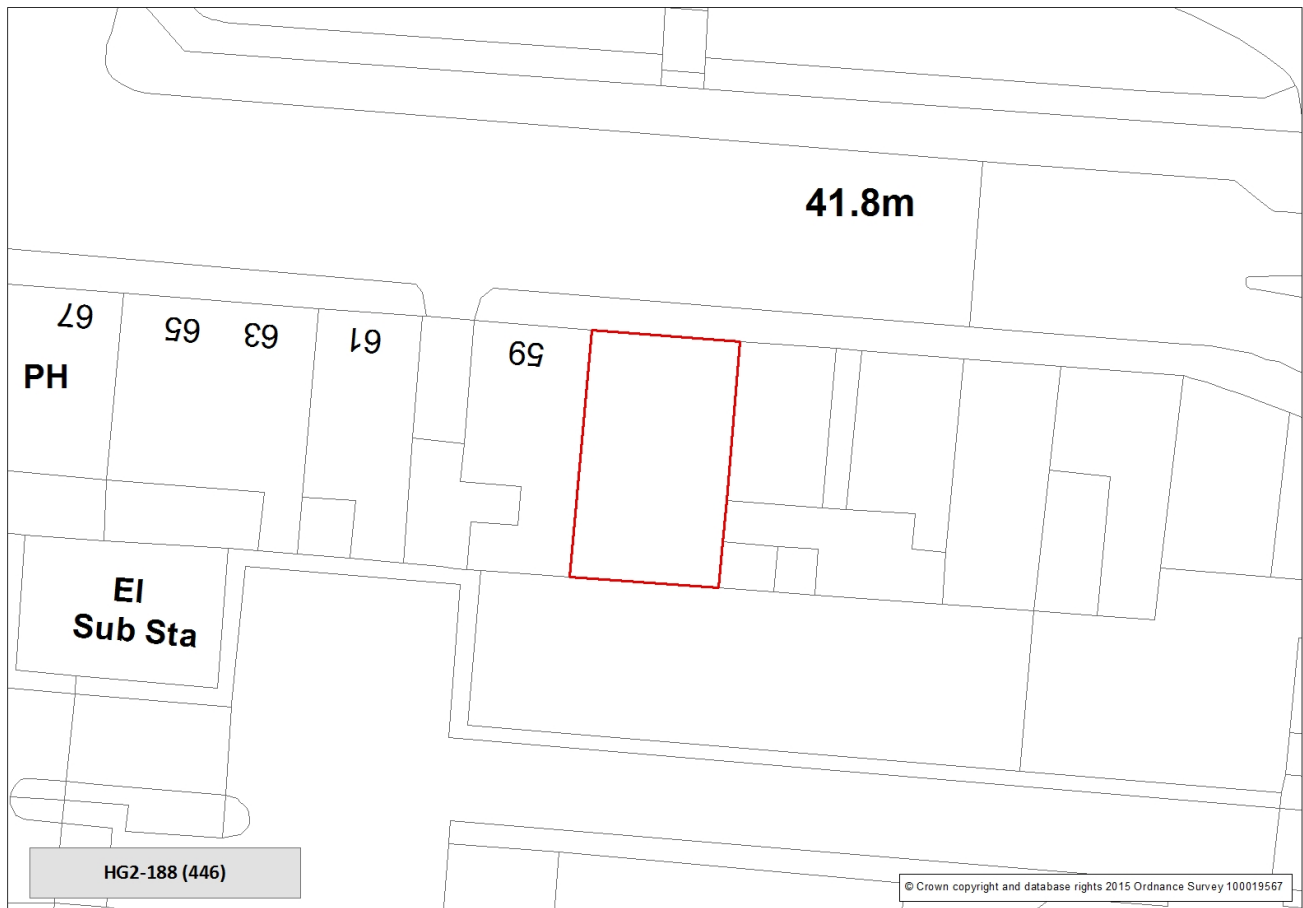 41.8m
67
65
63
61
59
PH
El
Sub Sta
HG2-188 (446)
© Crown copyright and database rights 2015 Ordnance Survey 100019567